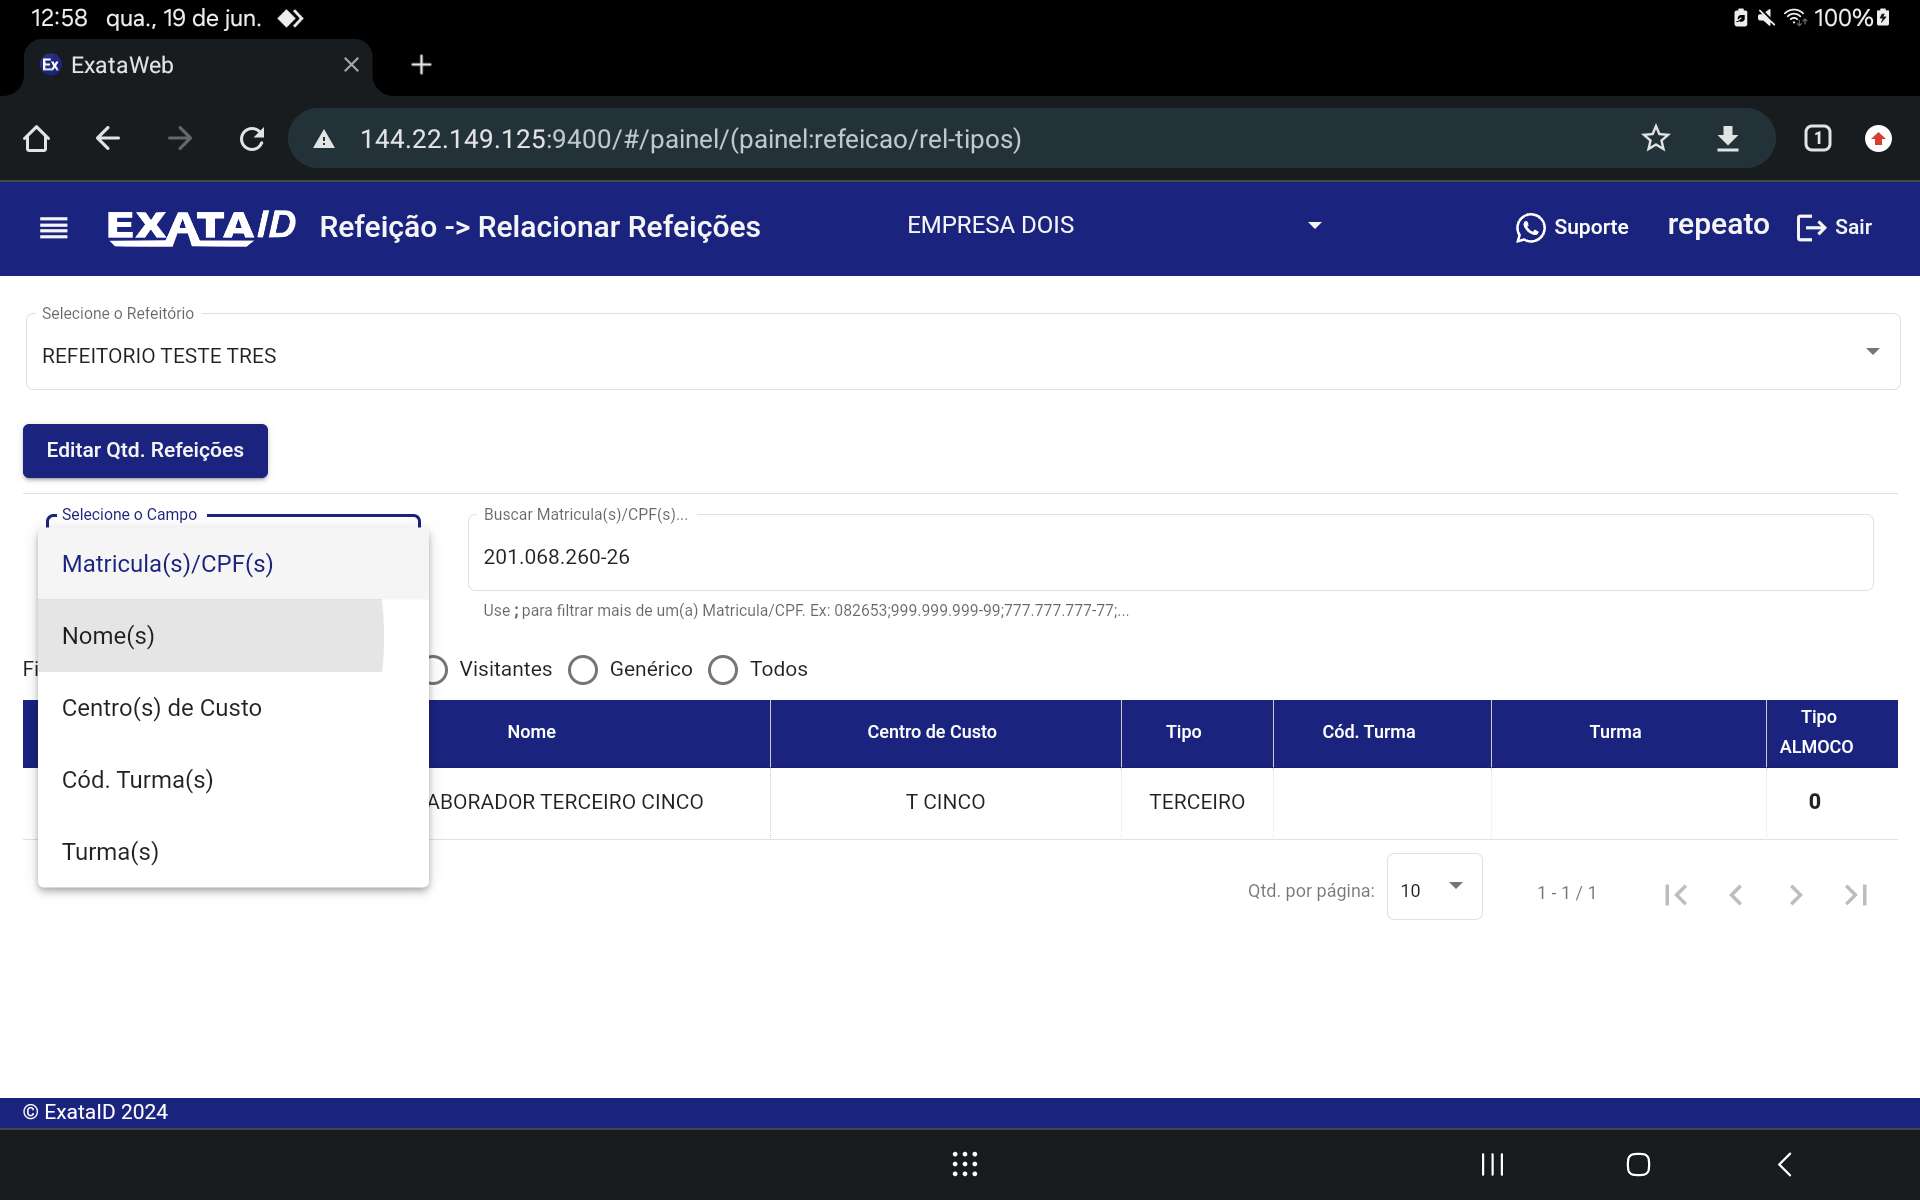 12:58 qua., 19 de jun. 100%
Ex ExataWeb
144.22.149.125:9400/#/painel/(painel:refeicao/rel-tipos) 1
EXATAID Refeição -> Relacionar Refeições EMPRESA DOIS Suporte repeato Sair
Selecione o Refeitório
REFEITORIO TESTE TRES
Editar Qtd. Refeições
Selecione o Campo
Matricula(s)/CPF(s)
Nome(s)
Centro(s) de Custo
Cód. Turma(s)
Turma(s)
Buscar Matricula(s)/CPF(s)...
201.068.260-26
Use ; para filtrar mais de um(a) Matricula/CPF. Ex: 082653;999.999.999-99;777.777.777-77;...
Fi Visitantes Genérico Todos
Nome Centro de Custo Tipo Cód. Turma Turma Tipo
ALMOCO
ABORADOR TERCEIRO CINCO T CINCO TERCEIRO 0
Qtd. por página: 10 1 - 1 / 1
© ExataID 2024